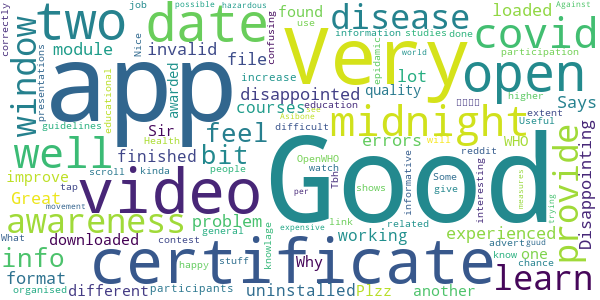 job possible hazardous Against
two date disease covid
Nice found loaded information studies done
correctly use confusing
module invalid file increase epidemic participation
app very open
window presentations educational awarded disappointed lot errors WHO higher
courses quality midnight
guidelines Sir education difficult will extent Useful
well feel bit
finished Health Asibone see world
improve kinda OpenWHO reddit Says
tap scroll people watch Tbh Some give
Great video Good
movement per shows informative interesting measures trying
awareness problem link related experienced provide Disappointing
What downloaded contest general knowlage working advert good
info certificate one
Why stuff expensive know chance
format different participants happy Plzz another learn
organised uninstalled